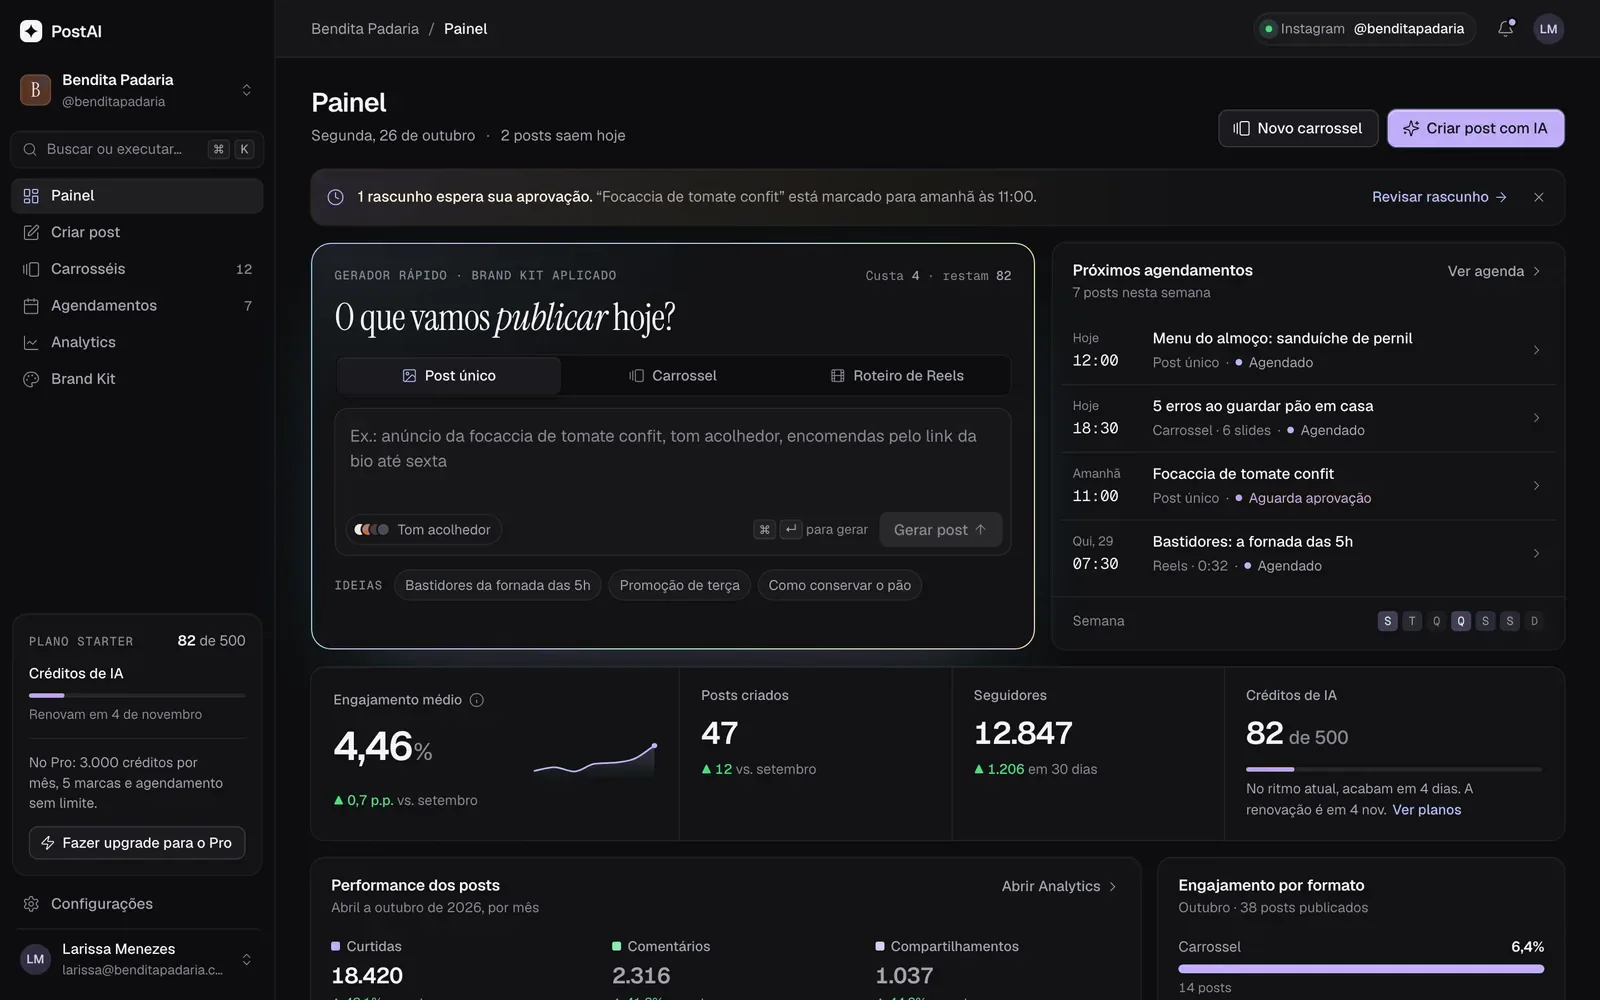 PostAI
B
Bendita Padaria
@benditapadaria
Buscar ou executar... ⌘ K
Painel
Criar post
Carrosséis 12
Agendamentos 7
Analytics
Brand Kit
PLANO STARTER 82 de 500
Créditos de IA
Renovam em 4 de novembro
No Pro: 3.000 créditos por
mês, 5 marcas e agendamento
sem limite.
Fazer upgrade para o Pro
Configurações
LM
Larissa Menezes
larissa@benditapadaria.c...
Bendita Padaria / Painel
Instagram @benditapadaria
LM
Painel
Segunda, 26 de outubro · 2 posts saem hoje
Novo carrossel
Criar post com IA
1 rascunho espera sua aprovação. “Focaccia de tomate confit” está marcado para amanhã às 11:00.
Revisar rascunho →
GERADOR RÁPIDO · BRAND KIT APLICADO
Custa 4 · restam 82
O que vamos publicar hoje?
Post único
Carrossel
Roteiro de Reels
Ex.: anúncio da focaccia de tomate confit, tom acolhedor, encomendas pelo link da
bio até sexta
Tom acolhedor
⌘ ↵ para gerar
Gerar post ↑
IDEIAS
Bastidores da fornada das 5h
Promoção de terça
Como conservar o pão
Próximos agendamentos
Ver agenda
7 posts nesta semana
Hoje
12:00
Menu do almoço: sanduíche de pernil
Post único · Agendado
Hoje
18:30
5 erros ao guardar pão em casa
Carrossel · 6 slides · Agendado
Amanhã
11:00
Focaccia de tomate confit
Post único · Aguarda aprovação
Qui, 29
07:30
Bastidores: a fornada das 5h
Reels · 0:32 · Agendado
Semana
S T Q Q S S D
Engajamento médio
4,46%
▲ 0,7 p.p. vs. setembro
Posts criados
47
▲ 12 vs. setembro
Seguidores
12.847
▲ 1.206 em 30 dias
Créditos de IA
82 de 500
No ritmo atual, acabam em 4 dias. A
renovação é em 4 nov. Ver planos
Performance dos posts
Abrir Analytics
Abril a outubro de 2026, por mês
Curtidas
18.420
Comentários
2.316
Compartilhamentos
1.037
Engajamento por formato
Outubro · 38 posts publicados
Carrossel 6,4%
14 posts